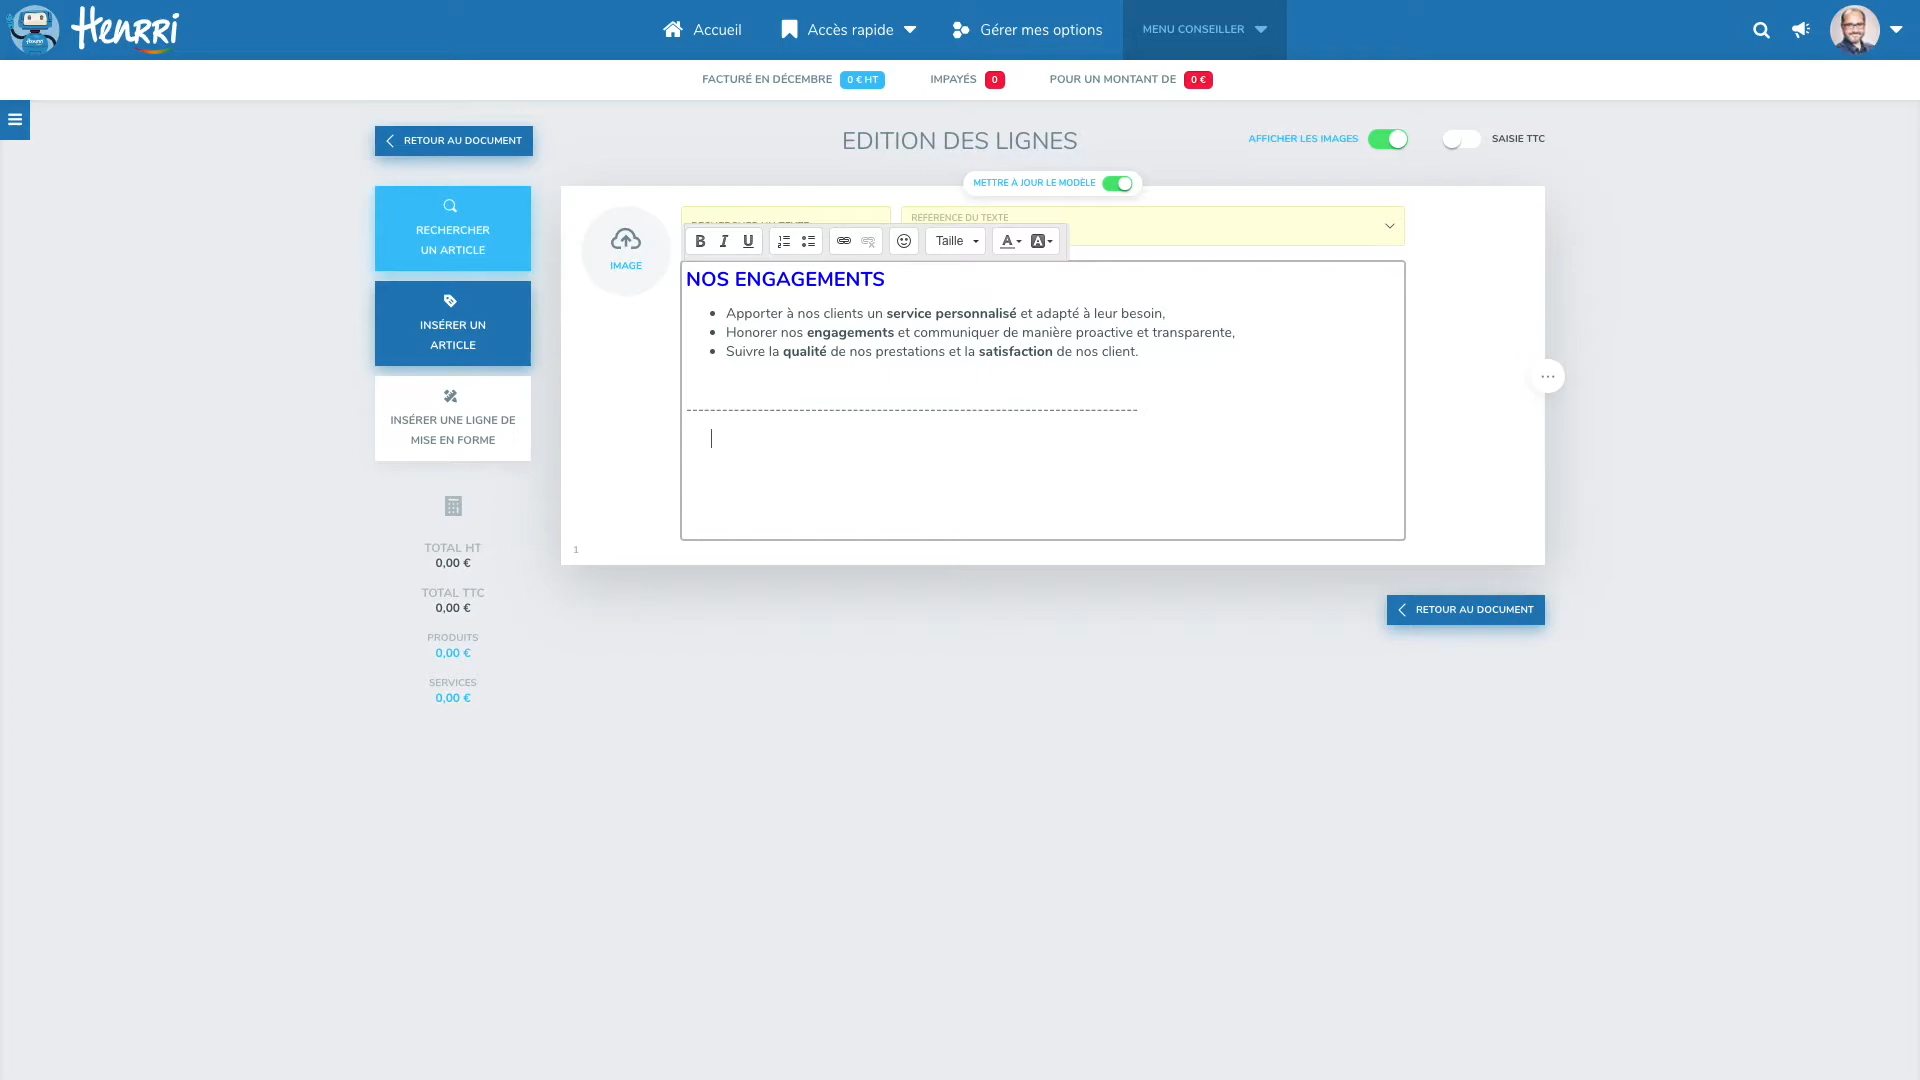 Henrri
Accueil
Accès rapide
Gérer mes options
MENU CONSEILLER
FACTURÉ EN DÉCEMBRE 0 € HT
IMPAYÉS 0
POUR UN MONTANT DE 0 €
RETOUR AU DOCUMENT
EDITION DES LIGNES
AFFICHER LES IMAGES
SAISIE TTC
METTRE À JOUR LE MODÈLE
RECHERCHER
UN ARTICLE
INSÉRER UN
ARTICLE
INSÉRER UNE LIGNE DE
MISE EN FORME
TOTAL HT
0,00 €
TOTAL TTC
0,00 €
PRODUITS
0,00 €
SERVICES
0,00 €
IMAGE
RÉFÉRENCE DU TEXTE
B I U
Taille
A A
NOS ENGAGEMENTS
• Apporter à nos clients un service personnalisé et adapté à leur besoin,
• Honorer nos engagements et communiquer de manière proactive et transparente,
• Suivre la qualité de nos prestations et la satisfaction de nos client.
---------------------------------------------------------------------------
1
RETOUR AU DOCUMENT